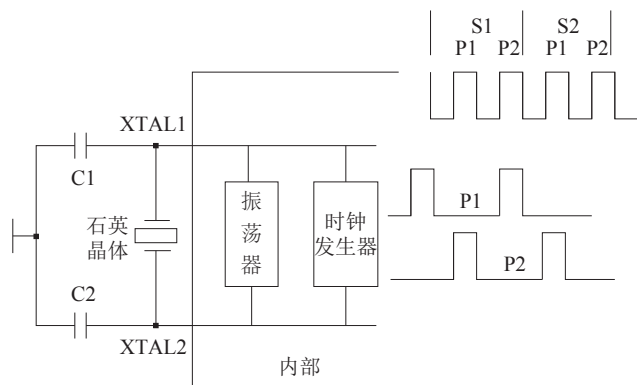 S1 S2
P1 P2 P1 P2
XTAL1
C1
石英
晶体
振
荡
器
时钟
发生器
P1
P2
C2
XTAL2
内部